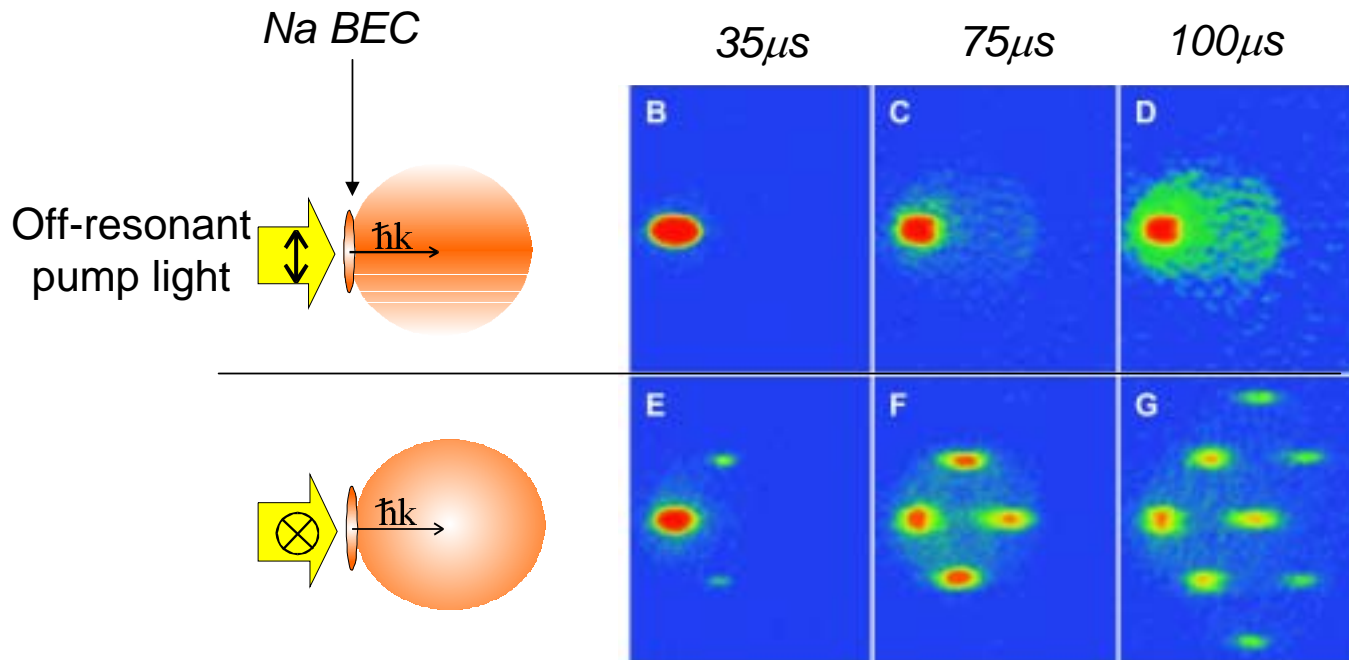 Na BEC
35μs
75μs
100μs
B
C
D
Off-resonant
pump light
ħk
E
F
G
ħk